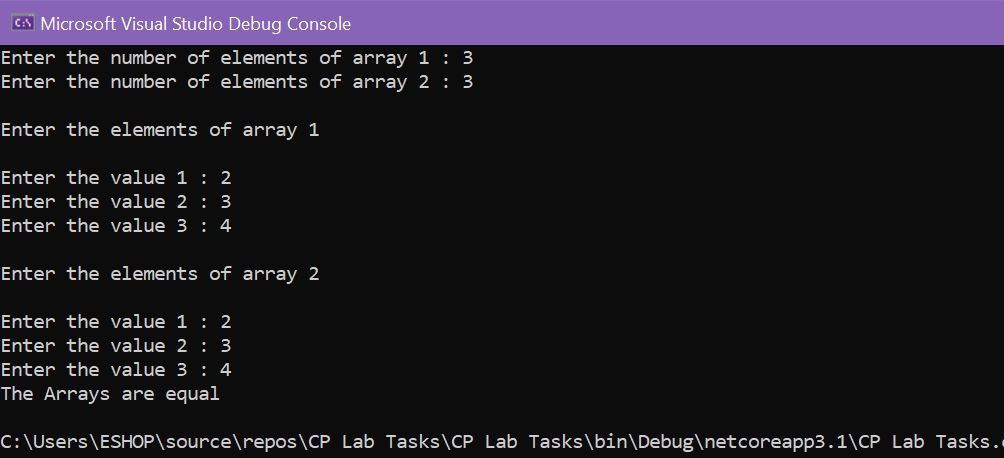 Microsoft Visual Studio Debug Console
Enter the number of elements of array 1 : 3
Enter the number of elements of array 2 : 3
Enter the elements of array 1
Enter the value 1 : 2
Enter the value 2 : 3
Enter the value 3 : 4
Enter the elements of array 2
Enter the value 1 : 2
Enter the value 2 : 3
Enter the value 3 : 4
The Arrays are equal
C:\Users\ESHOP\source\repos\CP Lab Tasks\CP Lab Tasks\bin\Debug\netcoreapp3.1\CP Lab Tasks.